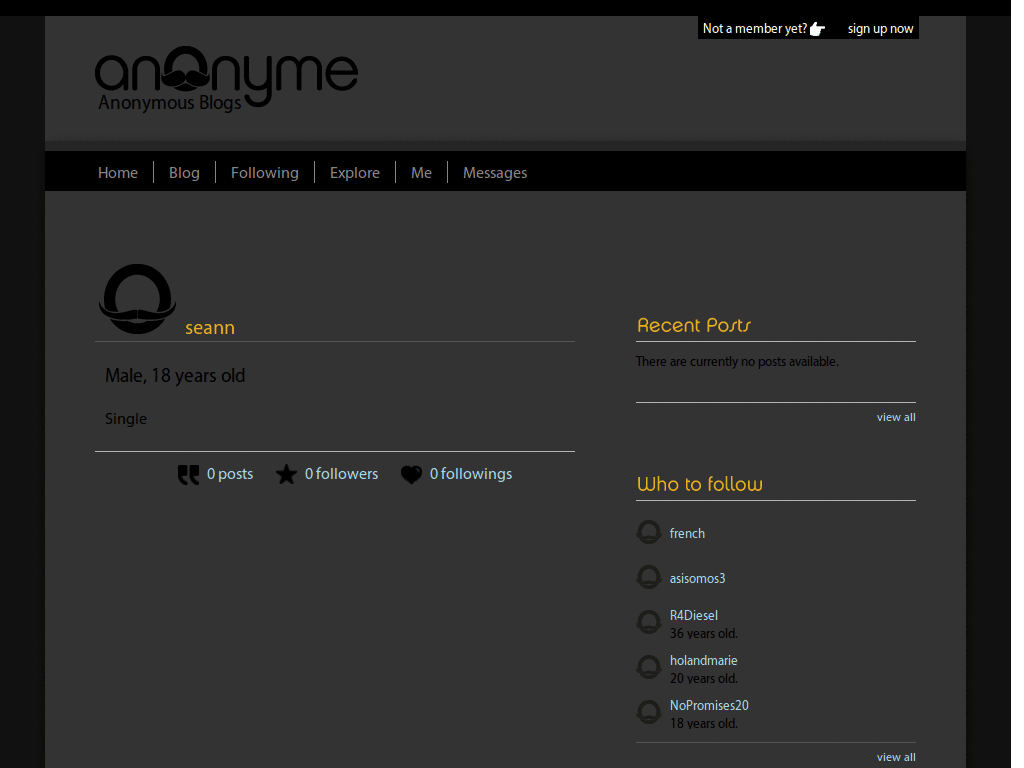 Not a member yet? sign up now
anonyme
Anonymous Blogs
Home Blog Following Explore Me Messages
seann
Male, 18 years old
Single
0 posts 0 followers 0 followings
Recent Posts
There are currently no posts available.
view all
Who to follow
french
asisomos3
R4Diesel
36 years old.
holandmarie
20 years old.
NoPromises20
18 years old.
view all